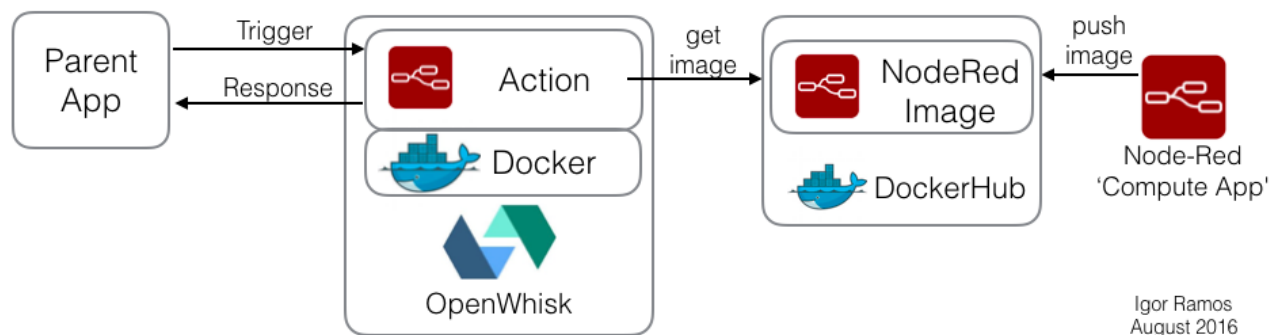 Parent
App
Trigger
Response
Action
Docker
OpenWhisk
get
image
NodeRed
Image
DockerHub
push
image
Node-Red
‘Compute App'
Igor Ramos
August 2016